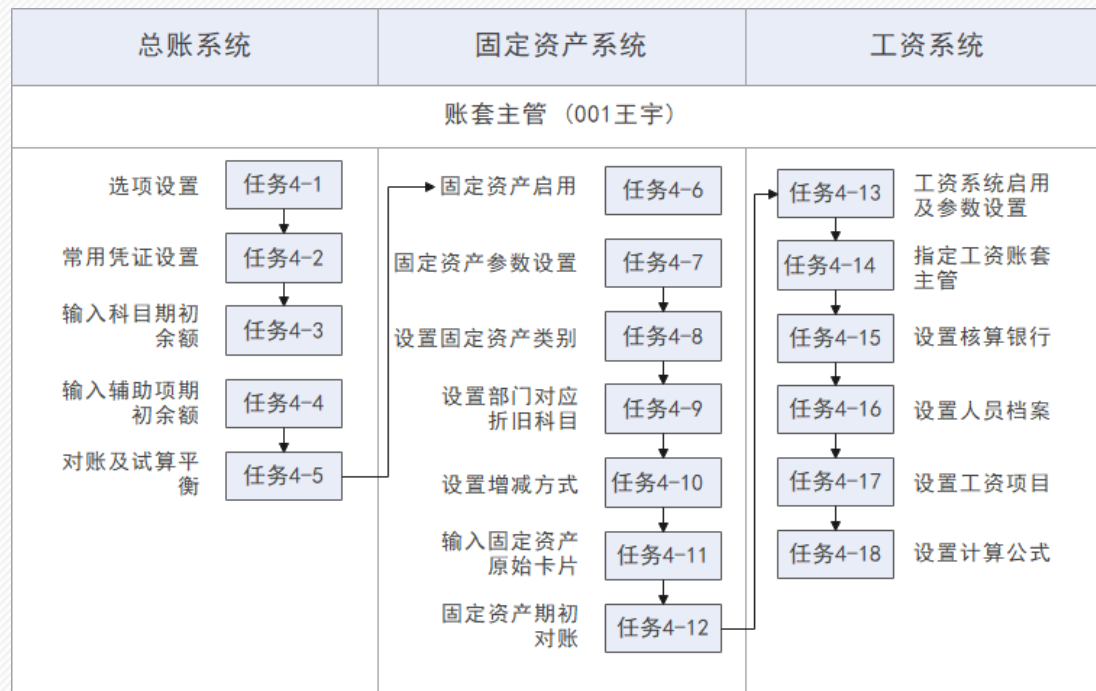 总账系统
固定资产系统
工资系统
账套主管（001王宇）
选项设置
任务4-1
常用凭证设置
任务4-2
输入科目期初
余额
任务4-3
输入辅助项期
初余额
任务4-4
对账及试算平
衡
任务4-5
固定资产启用
任务4-6
固定资产参数设置
任务4-7
设置固定资产类别
任务4-8
设置部门对应
折旧科目
任务4-9
设置增减方式
任务4-10
输入固定资产
原始卡片
任务4-11
固定资产期初
对账
任务4-12
任务4-13
工资系统启用
及参数设置
任务4-14
指定工资账套
主管
任务4-15
设置核算银行
任务4-16
设置人员档案
任务4-17
设置工资项目
任务4-18
设置计算公式